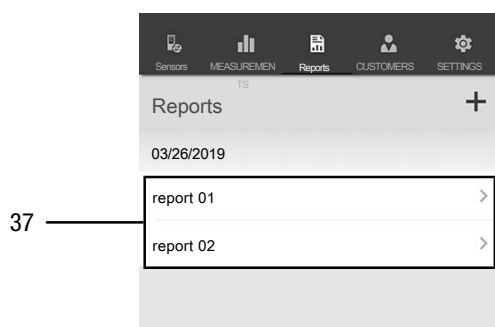 Sensors MEASUREMEN Reports CUSTOMERS SETTINGS
TS
Reports +
03/26/2019
report 01 >
37
report 02 >